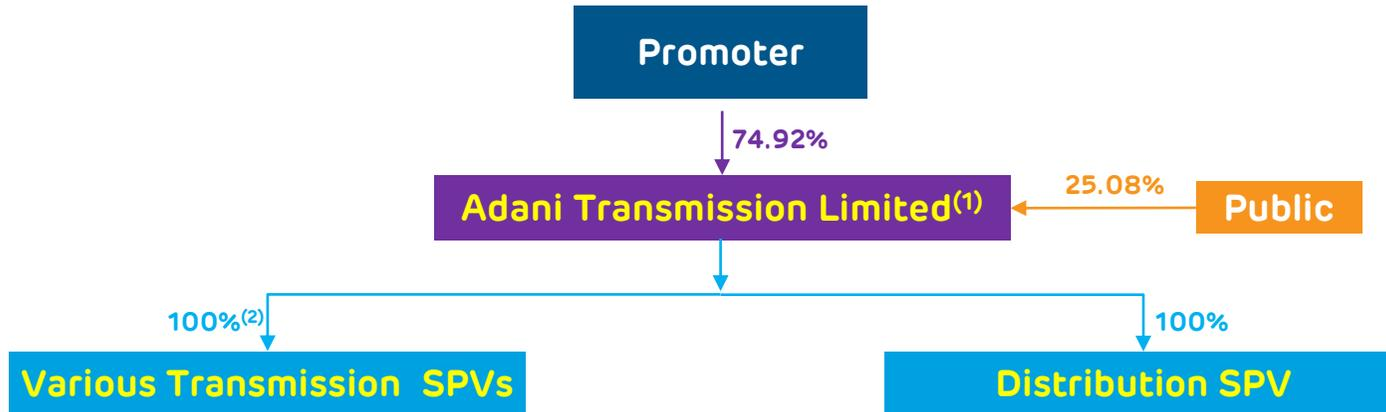 Promoter
74.92%
Adani Transmission Limited(1)
25.08%
Public
100%(2)
100%
Various Transmission SPVs
Distribution SPV